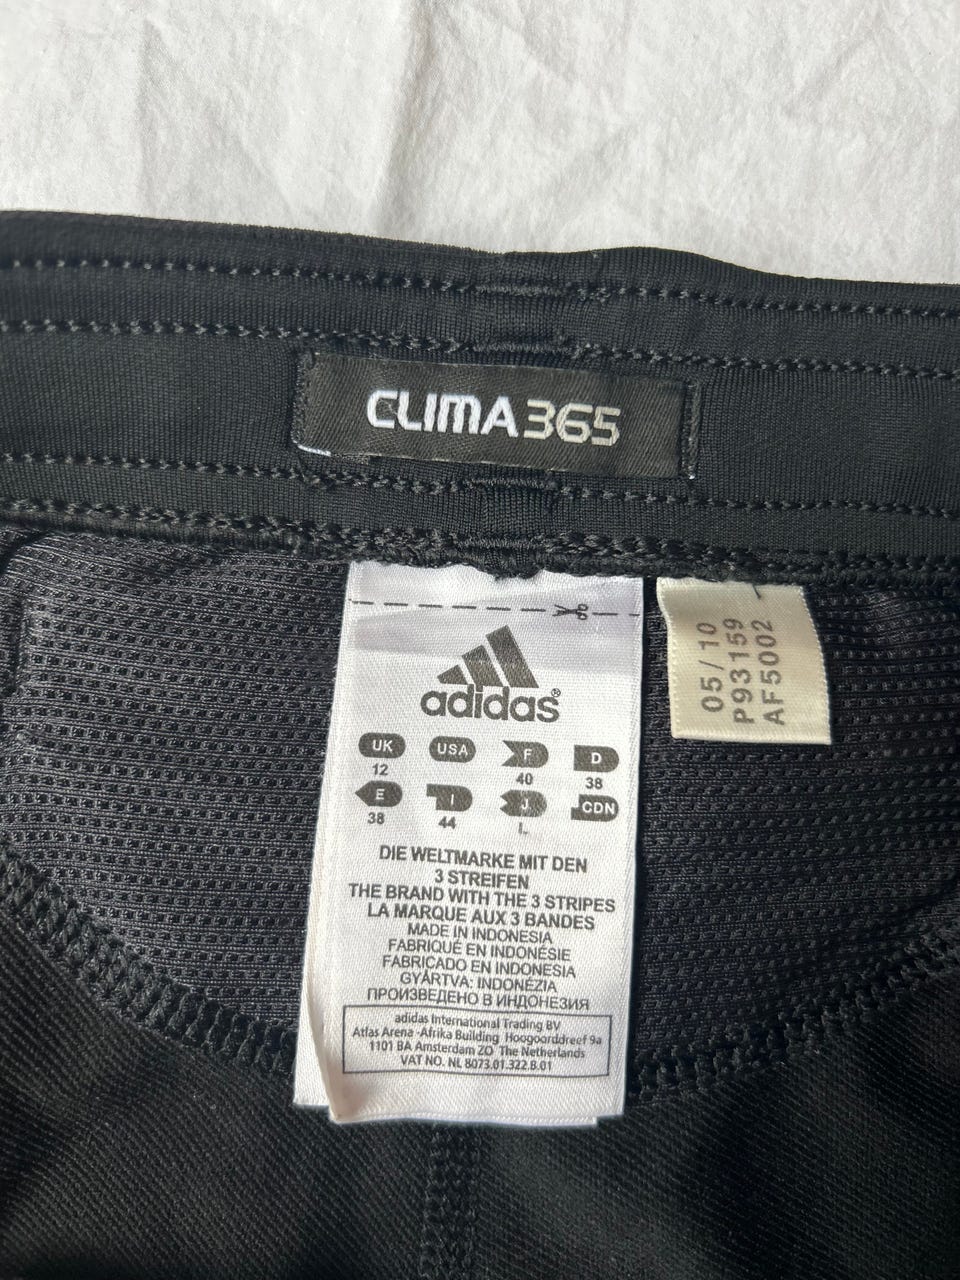 CLIMA365
adidas®
UK USA F D
12 40 38
E I J CDN
38 44 L
DIE WELTMARKE MIT DEN
3 STREIFEN
THE BRAND WITH THE 3 STRIPES
LA MARQUE AUX 3 BANDES
MADE IN INDONESIA
FABRIQUÉ EN INDONÉSIE
FABRICADO EN INDONESIA
GYÁRTVA: INDONÉZIA
ПРОИЗВЕДЕНО В ИНДОНЕЗИЯ
adidas International Trading BV
Atlas Arena -Afrika Building Hoogoorddreef 9a
1101 BA Amsterdam ZO The Netherlands
VAT NO. NL 8073.01.322.B.01
05/10
P93159
AF5002